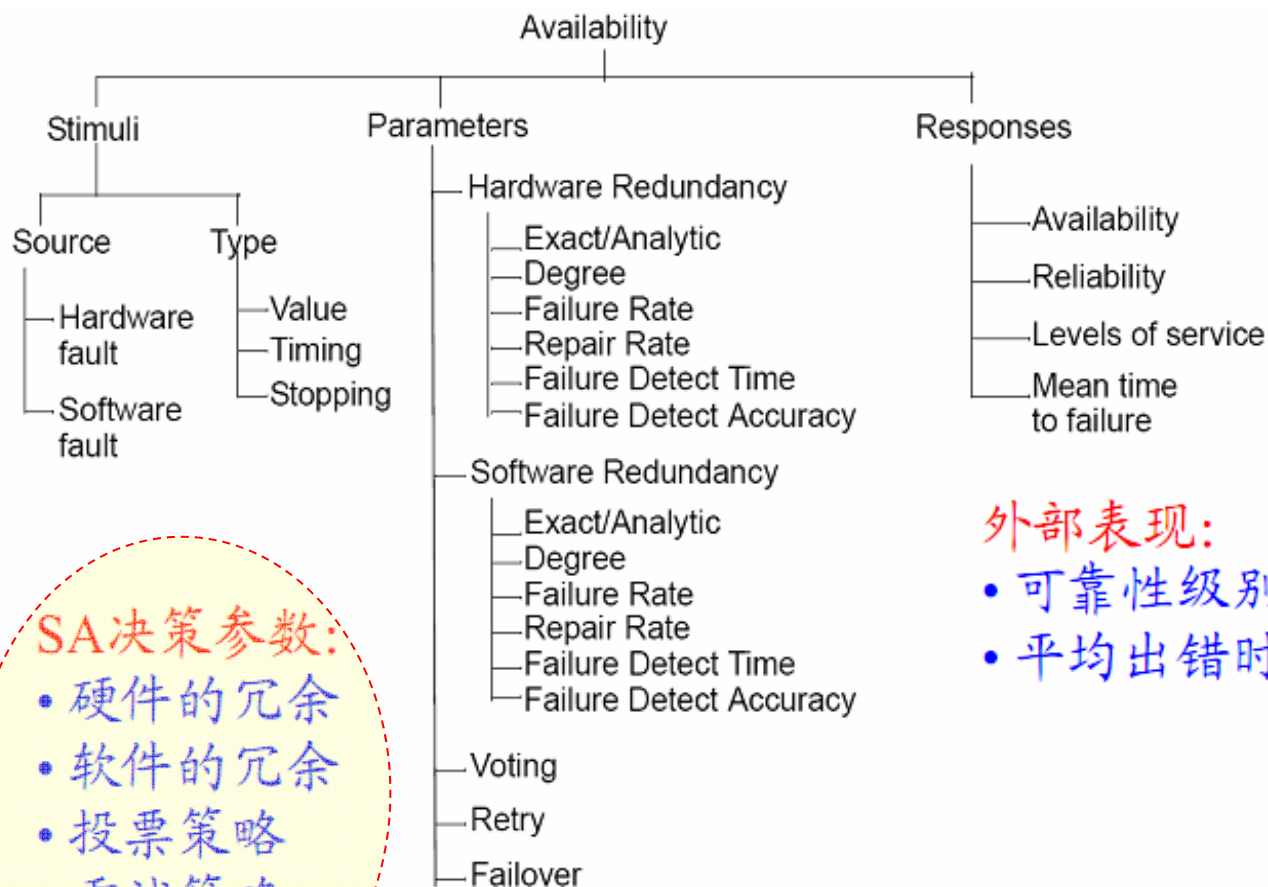 Availability
Stimuli
Parameters
Responses
Source
Type
Hardware
fault
Software
fault
Value
Timing
Stopping
Hardware Redundancy
Exact/Analytic
Degree
Failure Rate
Repair Rate
Failure Detect Time
Failure Detect Accuracy
Software Redundancy
Exact/Analytic
Degree
Failure Rate
Repair Rate
Failure Detect Time
Failure Detect Accuracy
Voting
Retry
Failover
Availability
Reliability
Levels of service
Mean time
to failure
外部表现:
• 可靠性级别
• 平均出错时
SA决策参数:
• 硬件的冗余
• 软件的冗余
• 投票策略